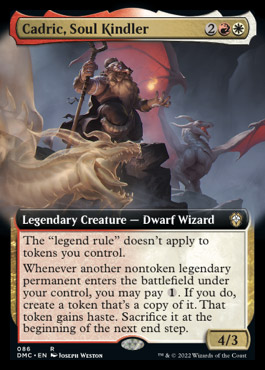 Cadric, Soul Kindler 2
Legendary Creature — Dwarf Wizard
The “legend rule” doesn’t apply to
tokens you control.
Whenever another nontoken legendary
permanent enters the battlefield under
your control, you may pay 1. If you do,
create a token that’s a copy of it. That
token gains haste. Sacrifice it at the
beginning of the next end step.
4/3
086 R
DMC • EN Joseph Weston
™ & © 2022 Wizards of the Coast